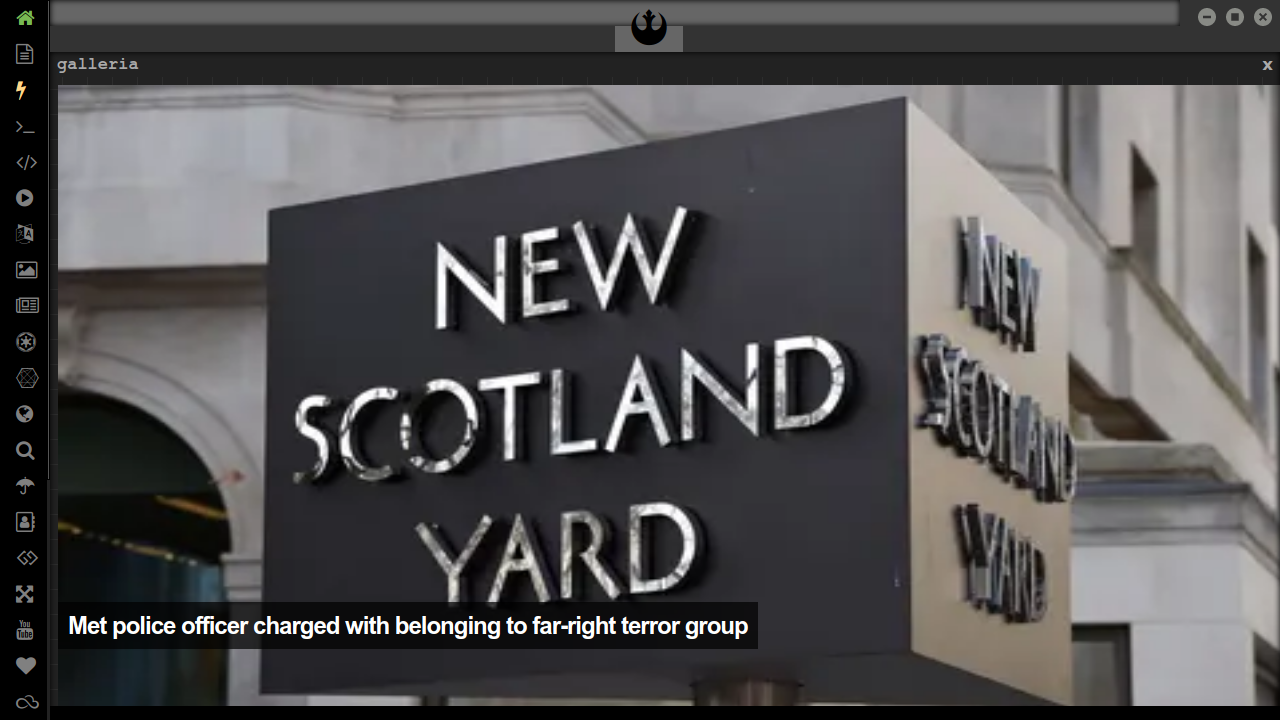 galleria
x
NEW
SCOTLAND
YARD
NEW
SCOTLAND
YARD
Met police officer charged with belonging to far-right terror group
You
Tube